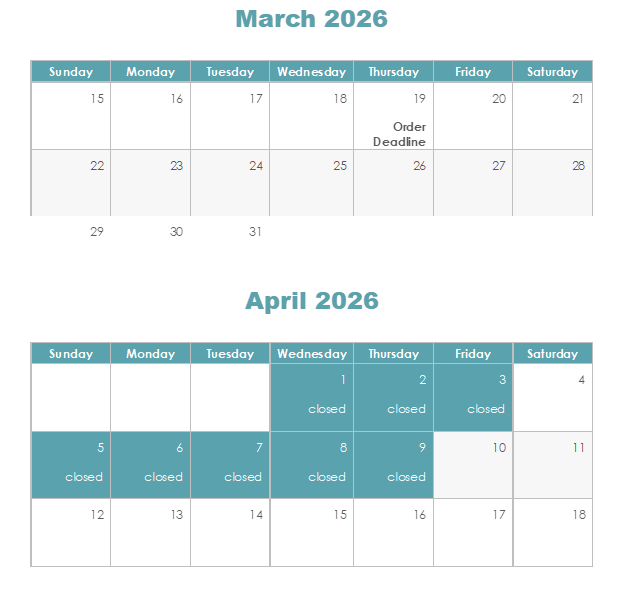 March 2026
Sunday Monday Tuesday Wednesday Thursday Friday Saturday
15 16 17 18 19 20 21
Order
Deadline
22 23 24 25 26 27 28
29 30 31
April 2026
Sunday Monday Tuesday Wednesday Thursday Friday Saturday
1 2 3 4
closed closed closed
5 6 7 8 9 10 11
closed closed closed closed closed
12 13 14 15 16 17 18